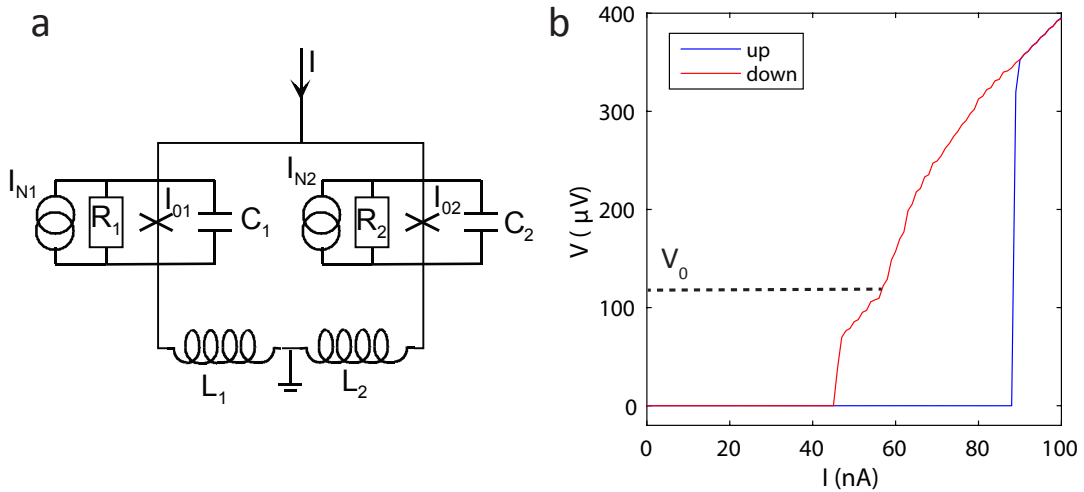 a
I
I_N1
R_1
I_01
C_1
I_N2
R_2
I_02
C_2
L_1
L_2
b
up
down
V_0
400
300
200
100
0
V (μV)
0 20 40 60 80 100
I (nA)